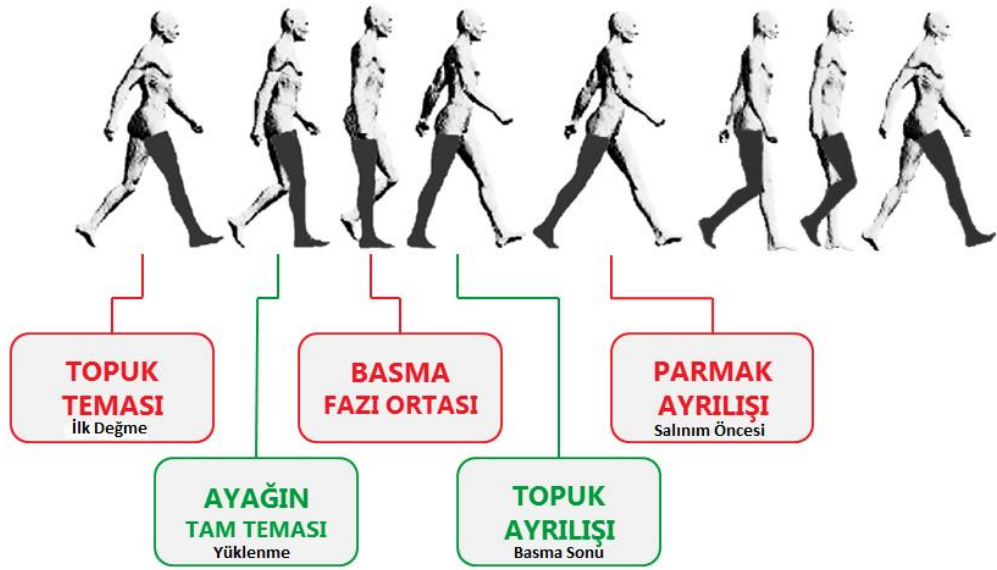 TOPUK
TEMASI
İlk Değme
BASMA
FAZI ORTASI
PARMAK
AYRILIŞI
Salınım Öncesi
AYAĞIN
TAM TEMASI
Yüklenme
TOPUK
AYRILIŞI
Basma Sonu